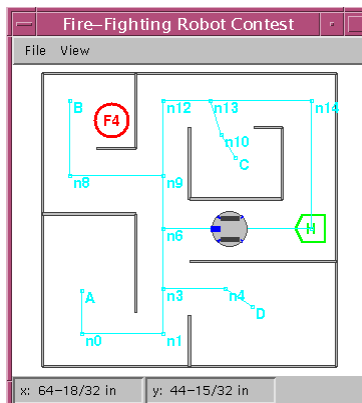 Fire-Fighting Robot Contest
File View
B
F4
n12 n13 n14
n10
C
n8 n9
n6
H
A
n3 n4
D
n0 n1
x: 64-18/32 in y: 44-15/32 in